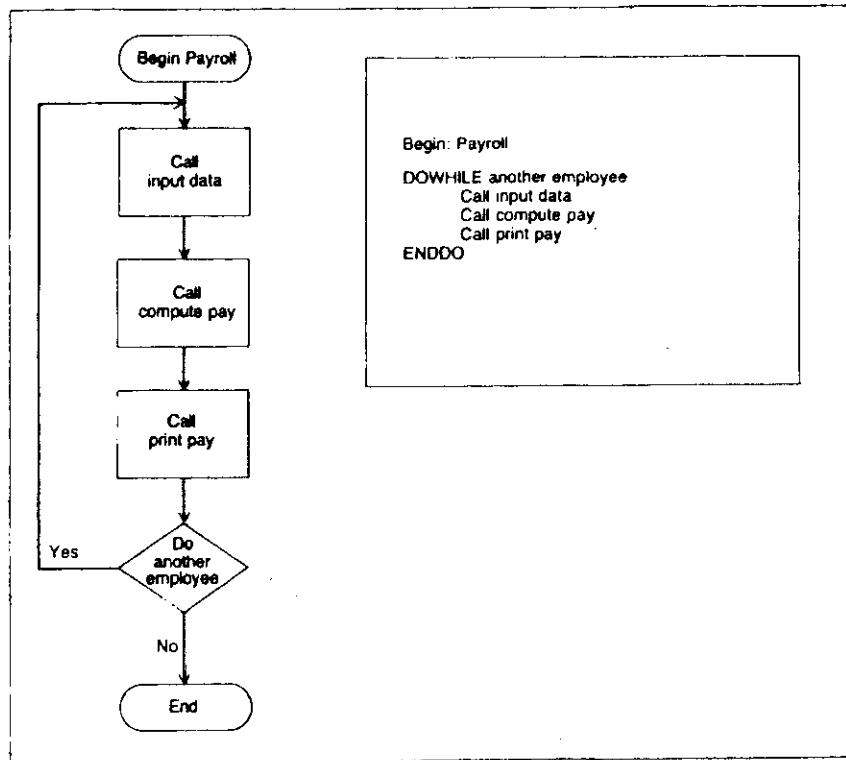 Begin Payroll
Call
input data
Call
compute pay
Call
print pay
Do
another
employee
Yes
No
End
Begin: Payroll
DOWHILE another employee
Call input data
Call compute pay
Call print pay
ENDDO